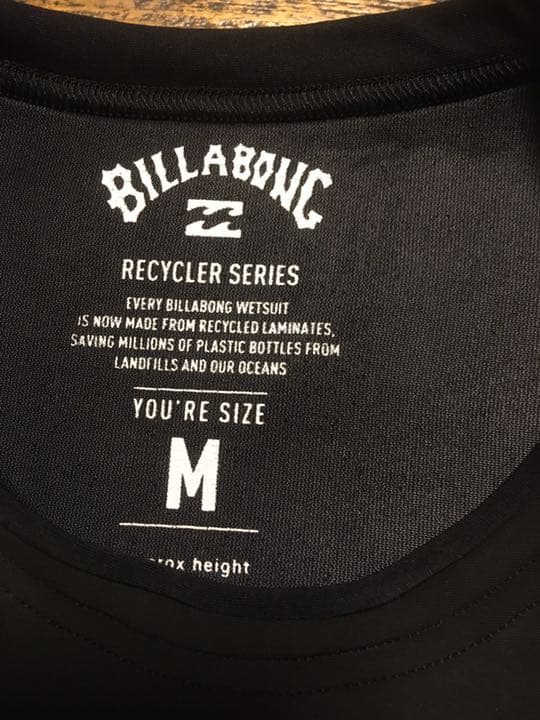 BILLABONG
RECYCLER SERIES
EVERY BILLABONG WETSUIT
IS NOW MADE FROM RECYCLED LAMINATES,
SAVING MILLIONS OF PLASTIC BOTTLES FROM
LANDFILLS AND OUR OCEANS
YOU'RE SIZE
M
height